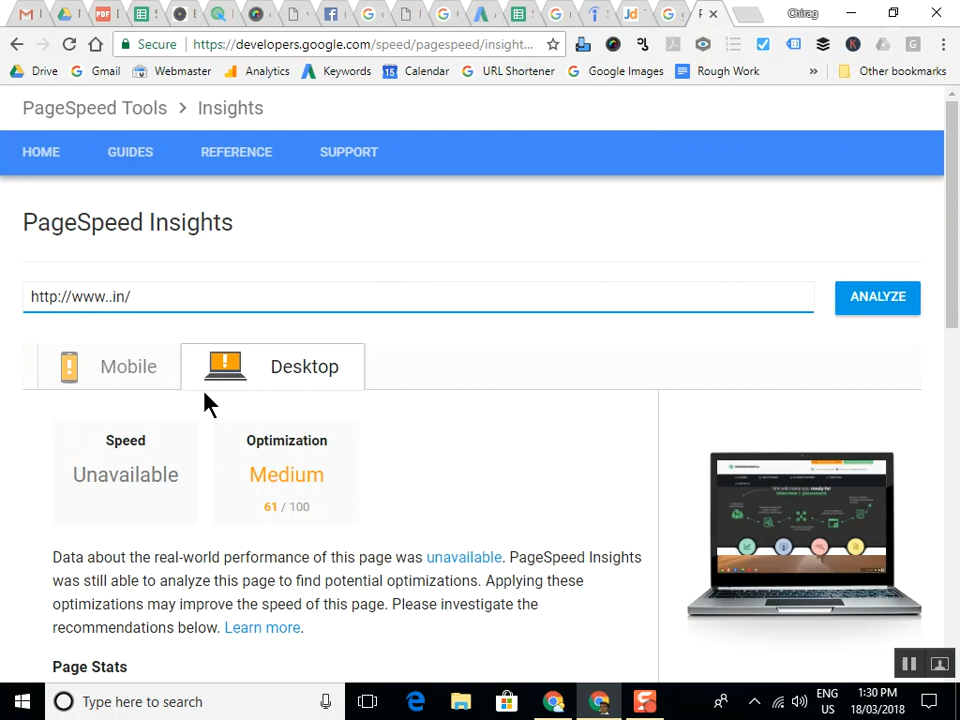 Chirag
Secure
https://developers.google.com/speed/pagespeed/insight...
Drive
Gmail
Webmaster
Analytics
Keywords
15
Calendar
URL Shortener
Google Images
Rough Work
»
Other bookmarks
PageSpeed Tools > Insights
HOME
GUIDES
REFERENCE
SUPPORT
PageSpeed Insights
http://www..in/
ANALYZE
Mobile
Desktop
Speed
Unavailable
Optimization
Medium
61 / 100
Data about the real-world performance of this page was unavailable. PageSpeed Insights
was still able to analyze this page to find potential optimizations. Applying these
optimizations may improve the speed of this page. Please investigate the
recommendations below. Learn more.
Page Stats
Type here to search
ENG
US
1:30 PM
18/03/2018